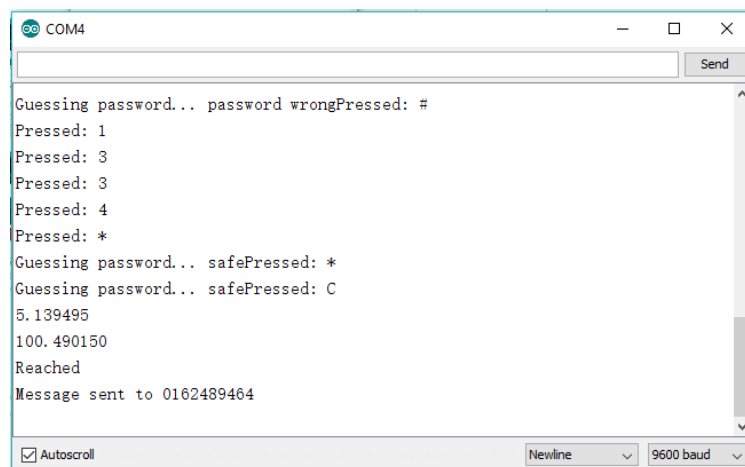 COM4
Send
Guessing password... password wrongPressed: #
Pressed: 1
Pressed: 3
Pressed: 3
Pressed: 4
Pressed: *
Guessing password... safePressed: *
Guessing password... safePressed: C
5.139495
100.490150
Reached
Message sent to 0162489464
Autoscroll
Newline
9600 baud